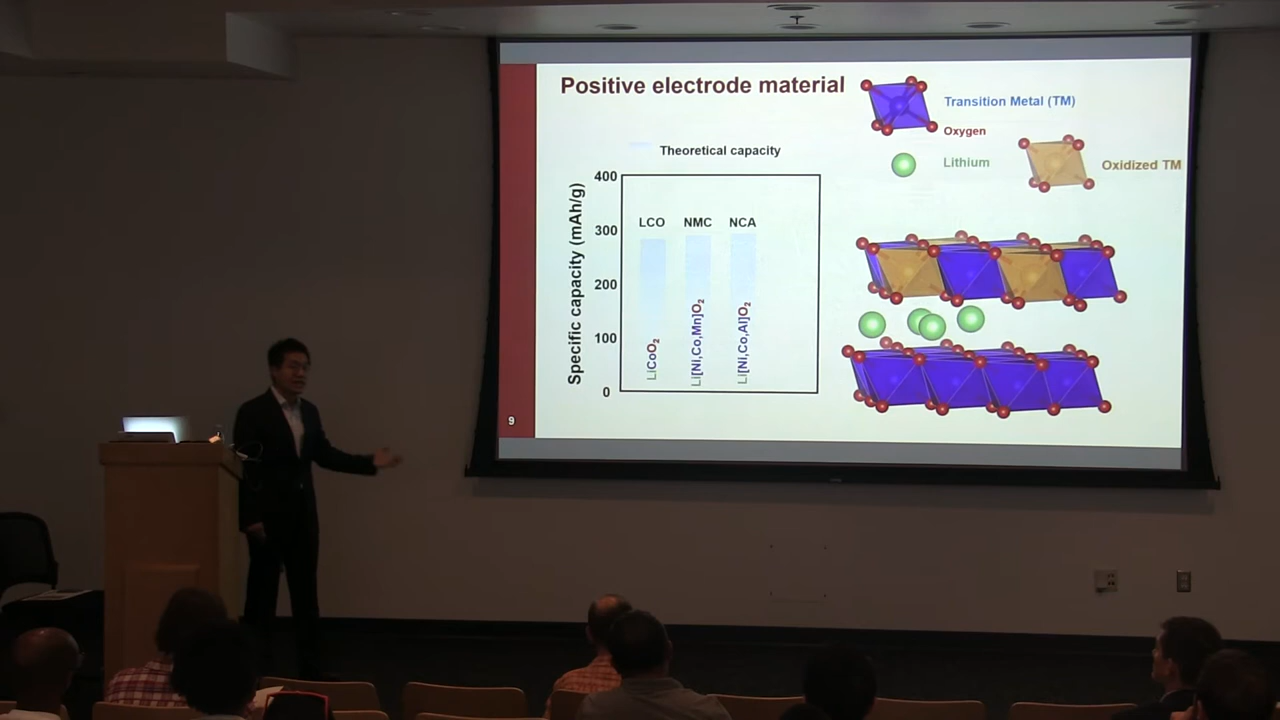 Positive electrode material
Transition Metal (TM)
Oxygen
Lithium
Oxidized TM
Theoretical capacity
Specific capacity (mAh/g)
400
300
200
100
0
LCO NMC NCA
LiCoO₂
Li[Ni,Co,Mn]O₂
Li[Ni,Co,Al]O₂
9